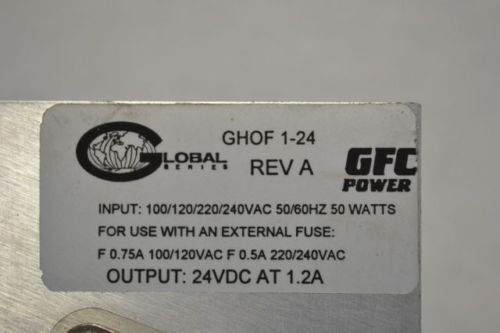 GLOBAL
SERIES
GHOF 1-24
REV A
GFC
POWER
INPUT: 100/120/220/240VAC 50/60HZ 50 WATTS
FOR USE WITH AN EXTERNAL FUSE:
F 0.75A 100/120VAC F 0.5A 220/240VAC
OUTPUT: 24VDC AT 1.2A